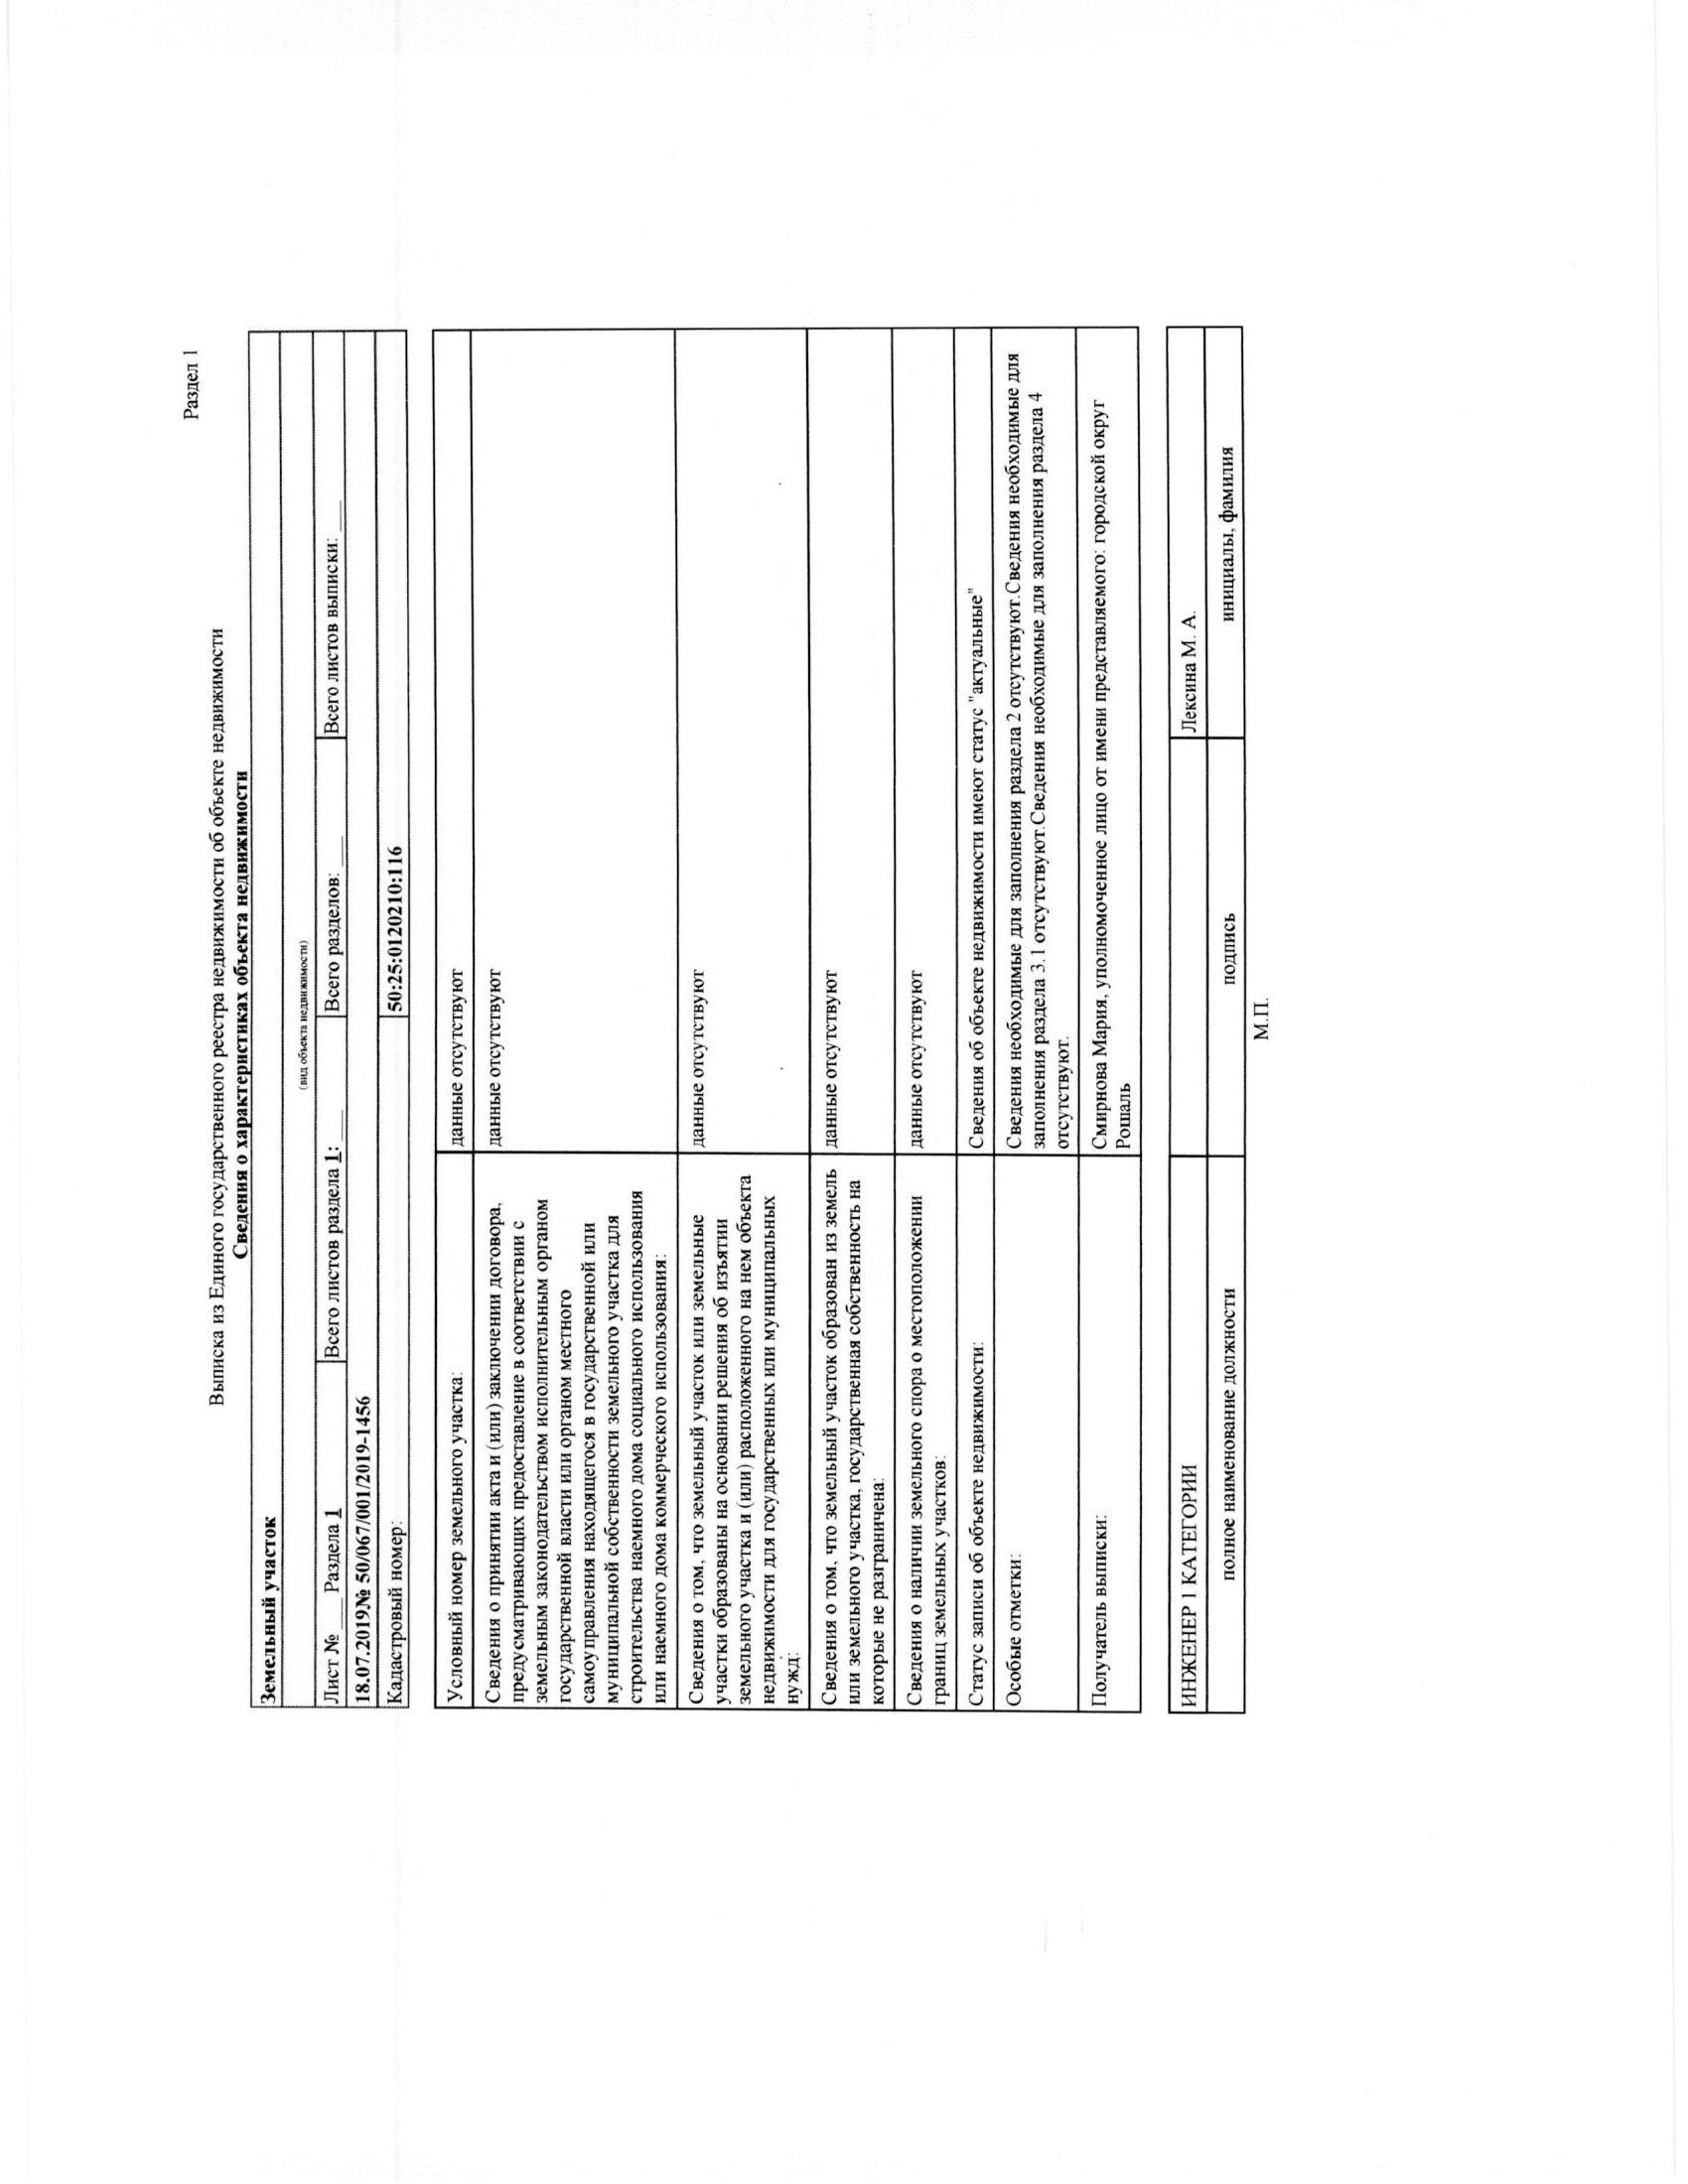 Раздел 1
Выписка из Единого государственного реестра недвижимости об объекте недвижимости
Сведения о характеристиках объекта недвижимости
Земельный участок
(вид объекта недвижимости)
Лист № ___ Раздела 1 Всего листов раздела 1: ___ Всего разделов: ___ Всего листов выписки: ___
18.07.2019№ 50/067/001/2019-1456
Кадастровый номер: 50:25:0120210:116
Условный номер земельного участка: данные отсутствуют
Сведения о принятии акта и (или) заключении договора, данные отсутствуют
предусматривающих предоставление в соответствии с
земельным законодательством исполнительным органом
государственной власти или органом местного
самоуправления находящегося в государственной или
муниципальной собственности земельного участка для
строительства наемного дома социального использования
или наемного дома коммерческого использования:
Сведения о том, что земельный участок или земельные данные отсутствуют
участки образованы на основании решения об изъятии
земельного участка и (или) расположенного на нем объекта
недвижимости для государственных или муниципальных
нужд:
Сведения о том, что земельный участок образован из земель данные отсутствуют
или земельного участка, государственная собственность на
которые не разграничена:
Сведения о наличии земельного спора о местоположении данные отсутствуют
границ земельных участков:
Статус записи об объекте недвижимости: Сведения об объекте недвижимости имеют статус "актуальные"
Особые отметки: Сведения необходимые для заполнения раздела 2 отсутствуют.Сведения необходимые для
заполнения раздела 3.1 отсутствуют.Сведения необходимые для заполнения раздела 4
отсутствуют.
Получатель выписки: Смирнова Мария, уполномоченное лицо от имени представляемого: городской округ
Рошаль
ИНЖЕНЕР 1 КАТЕГОРИИ Лексина М. А.
полное наименование должности подпись инициалы, фамилия
М.П.